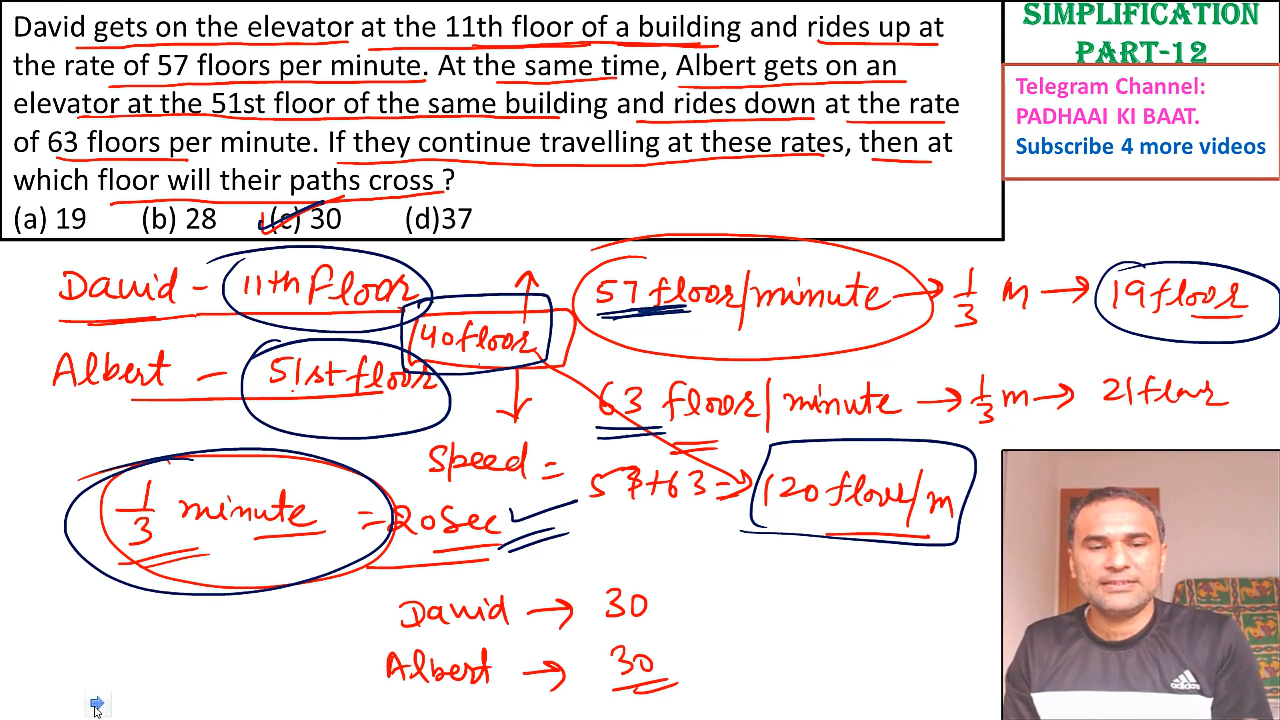 David gets on the elevator at the 11th floor of a building and rides up at
the rate of 57 floors per minute. At the same time, Albert gets on an
elevator at the 51st floor of the same building and rides down at the rate
of 63 floors per minute. If they continue travelling at these rates, then at
which floor will their paths cross ?
(a) 19 (b) 28 (c) 30 (d)37
SIMPLIFICATION
PART-12
Telegram Channel:
PADHAAI KI BAAT.
Subscribe 4 more videos
David - 11th Floor 57 floor/minute → 1/3 m → 19 floor
40 floor
Albert - 51st floor 63 floor/minute → 1/3 m → 21 floor
Speed = 57+63 = 120 floor/m
1/3 minute = 20 Sec
David → 30
Albert → 30
adidas